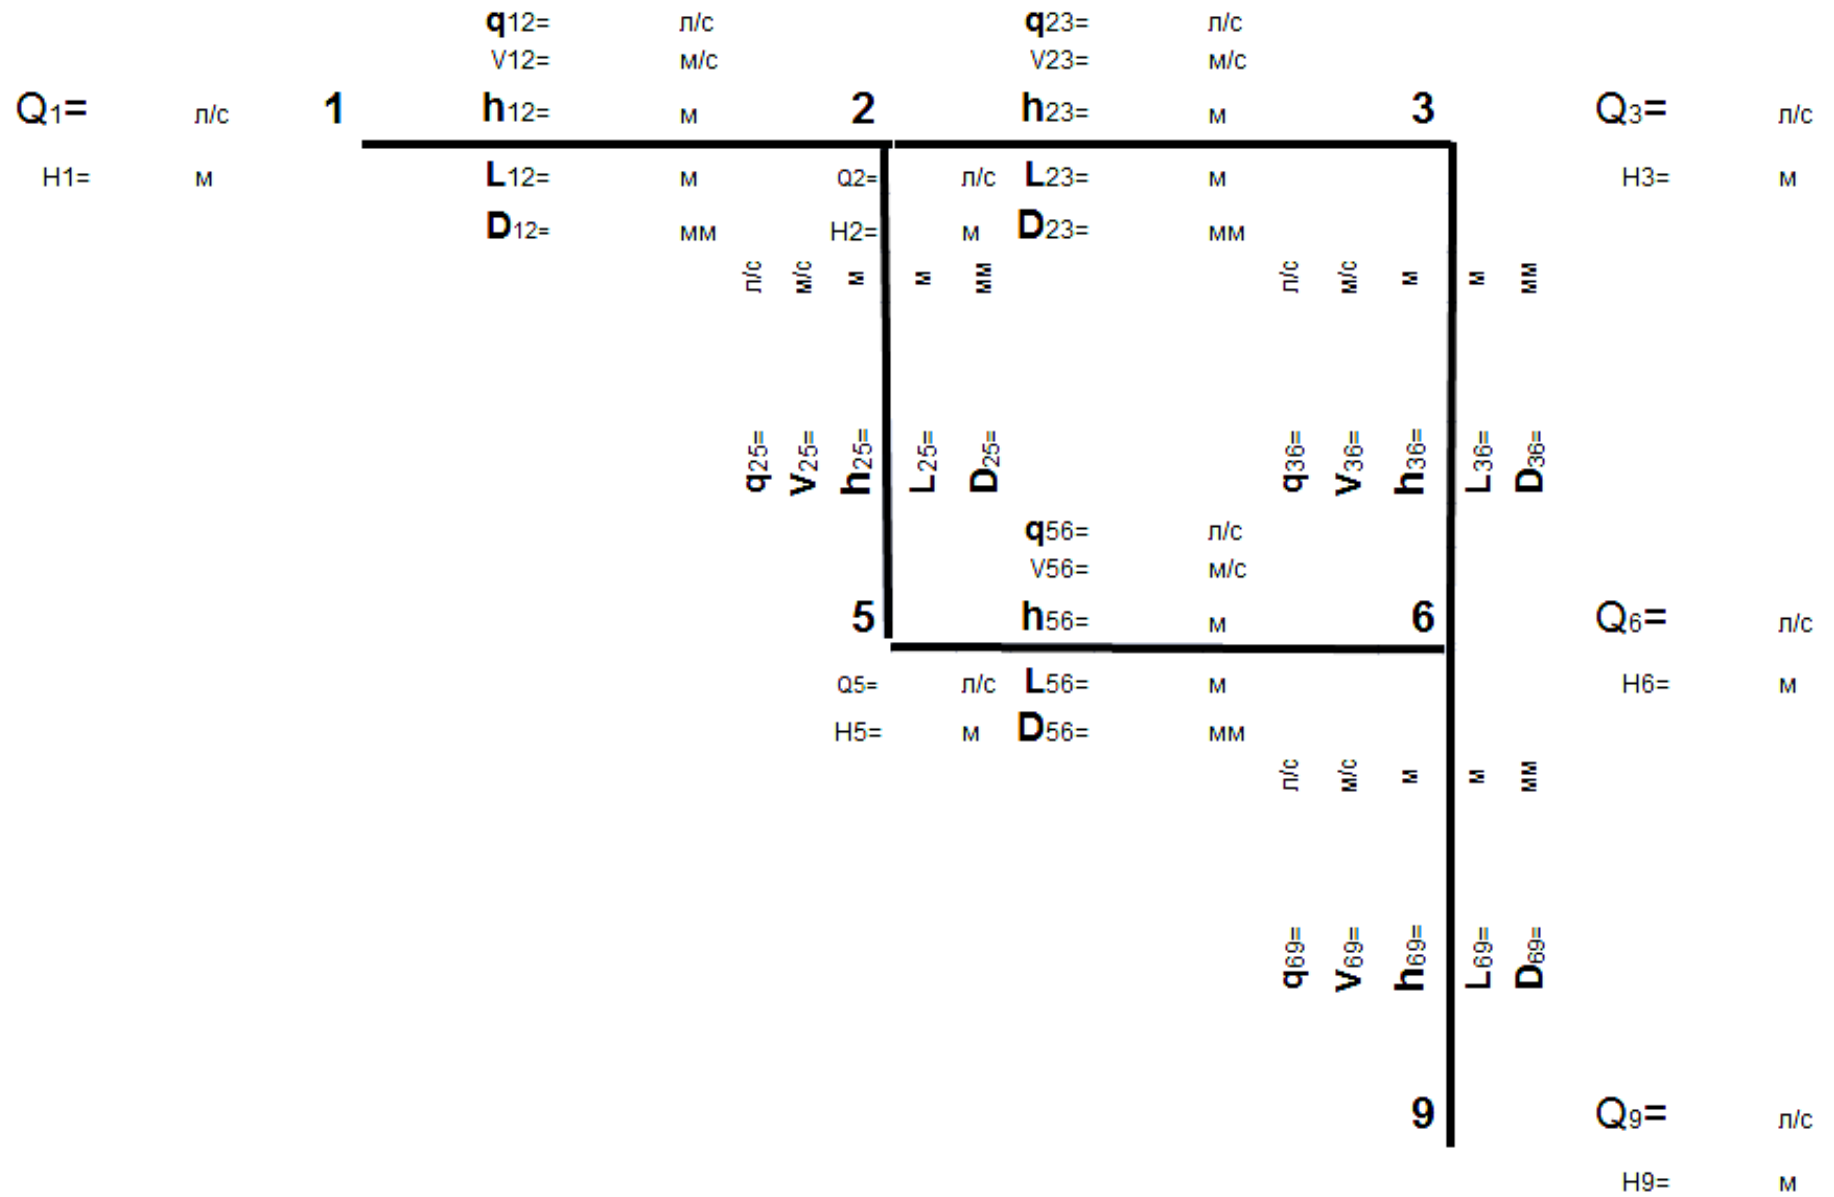 q12= л/с q23= л/с
V12= м/с V23= м/с
Q1= л/с 1 h12= м 2 h23= м 3 Q3= л/с
H1= м L12= м Q2= л/с L23= м H3= м
D12= мм H2= м D23= мм
л/с м/с м м мм л/с м/с м м мм
q25= V25= h25= L25= D25= q36= V36= h36= L36= D36=
q56= л/с
V56= м/с
5 h56= м 6 Q6= л/с
Q5= л/с L56= м H6= м
H5= м D56= мм
л/с м/с м м мм
q69= V69= h69= L69= D69=
9 Q9= л/с
H9= м